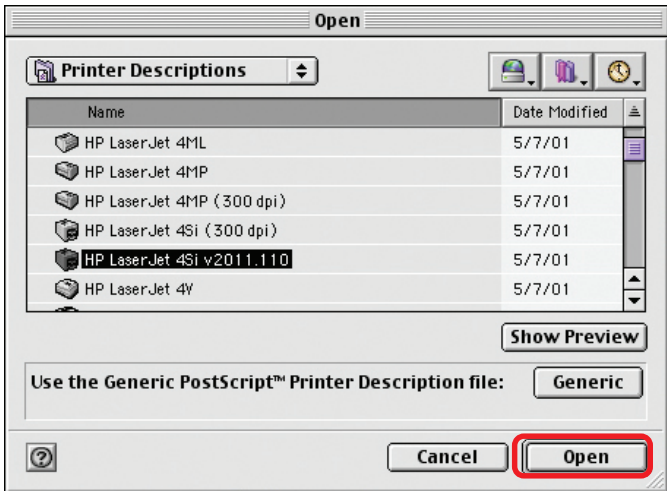 Open
Printer Descriptions
Name Date Modified
HP LaserJet 4ML 5/7/01
HP LaserJet 4MP 5/7/01
HP LaserJet 4MP (300 dpi) 5/7/01
HP LaserJet 4Si (300 dpi) 5/7/01
HP LaserJet 4Si v2011.110 5/7/01
HP LaserJet 4V 5/7/01
Show Preview
Use the Generic PostScript™ Printer Description file: Generic
? Cancel Open